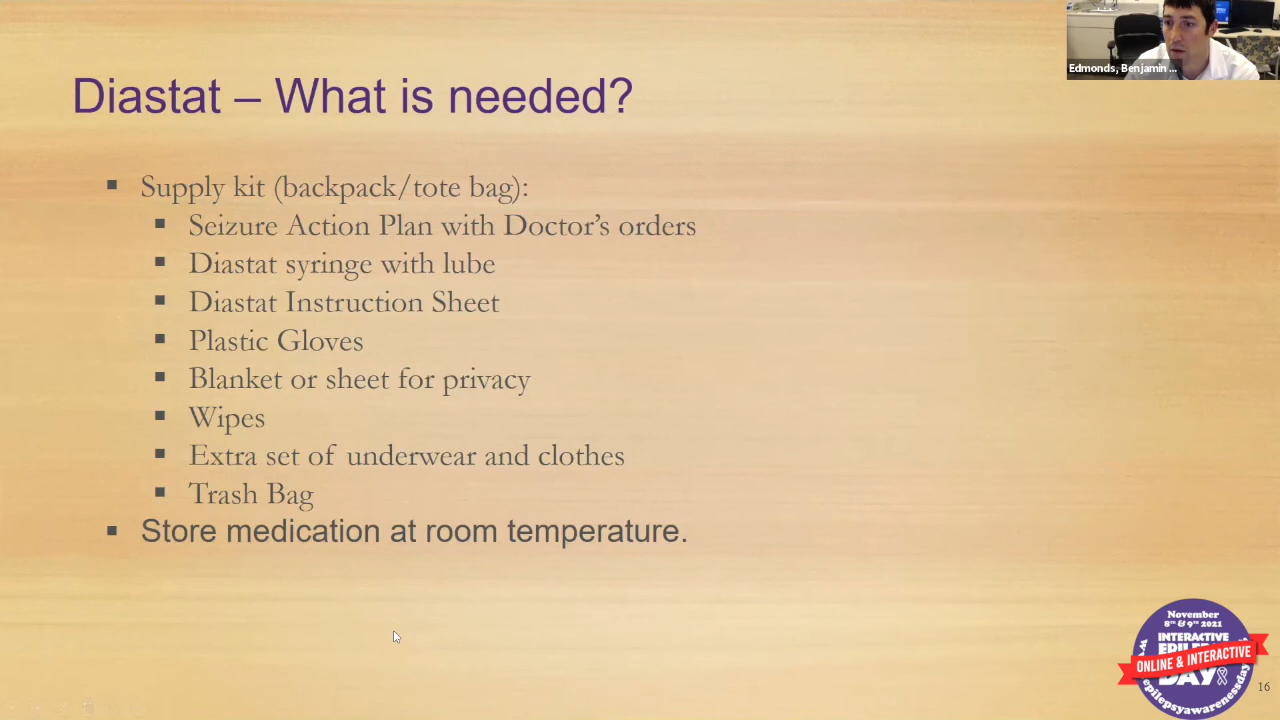 Edmonds, Benjamin ...
Diastat – What is needed?
Supply kit (backpack/tote bag):
Seizure Action Plan with Doctor’s orders
Diastat syringe with lube
Diastat Instruction Sheet
Plastic Gloves
Blanket or sheet for privacy
Wipes
Extra set of underwear and clothes
Trash Bag
Store medication at room temperature.
November
8TH & 9TH 2021
INTERACTIVE
ONLINE & INTERACTIVE
DAY
16